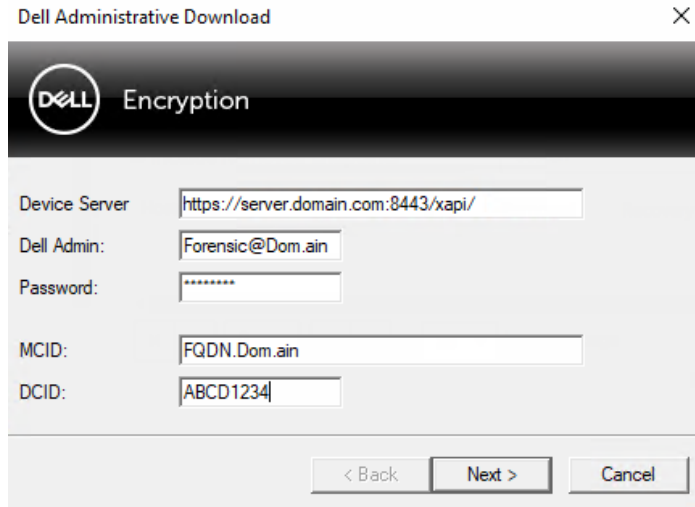 Dell Administrative Download
DELL Encryption
Device Server https://server.domain.com:8443/xapi/
Dell Admin: Forensic@Dom.ain
Password: ********
MCID: FQDN.Dom.ain
DCID: ABCD1234
< Back Next > Cancel